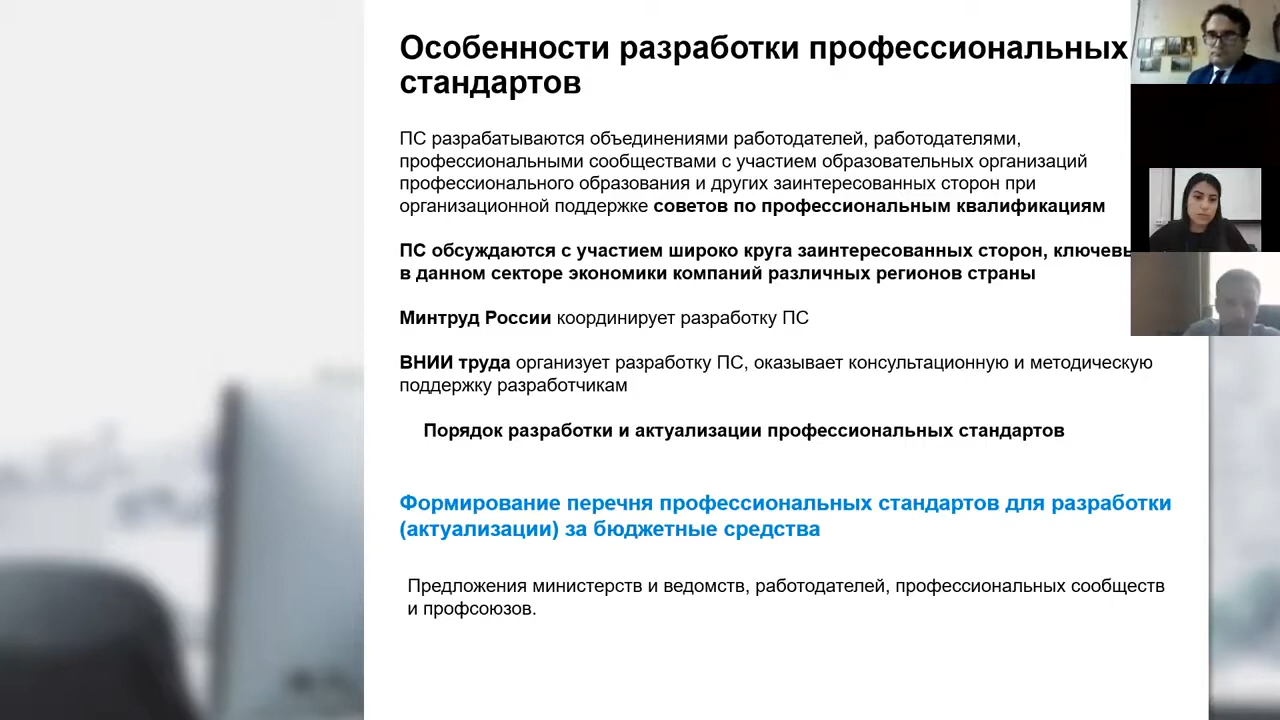 Особенности разработки профессиональных
стандартов
ПС разрабатываются объединениями работодателей, работодателями,
профессиональными сообществами с участием образовательных организаций
профессионального образования и других заинтересованных сторон при
организационной поддержке советов по профессиональным квалификациям
ПС обсуждаются с участием широко круга заинтересованных сторон,
в данном секторе экономики компаний различных регионов страны
Минтруд России координирует разработку ПС
ВНИИ труда организует разработку ПС, оказывает консультационную и методическую
поддержку разработчикам
Порядок разработки и актуализации профессиональных стандартов
Формирование перечня профессиональных стандартов для разработки
(актуализации) за бюджетные средства
Предложения министерств и ведомств, работодателей, профессиональных сообществ
и профсоюзов.